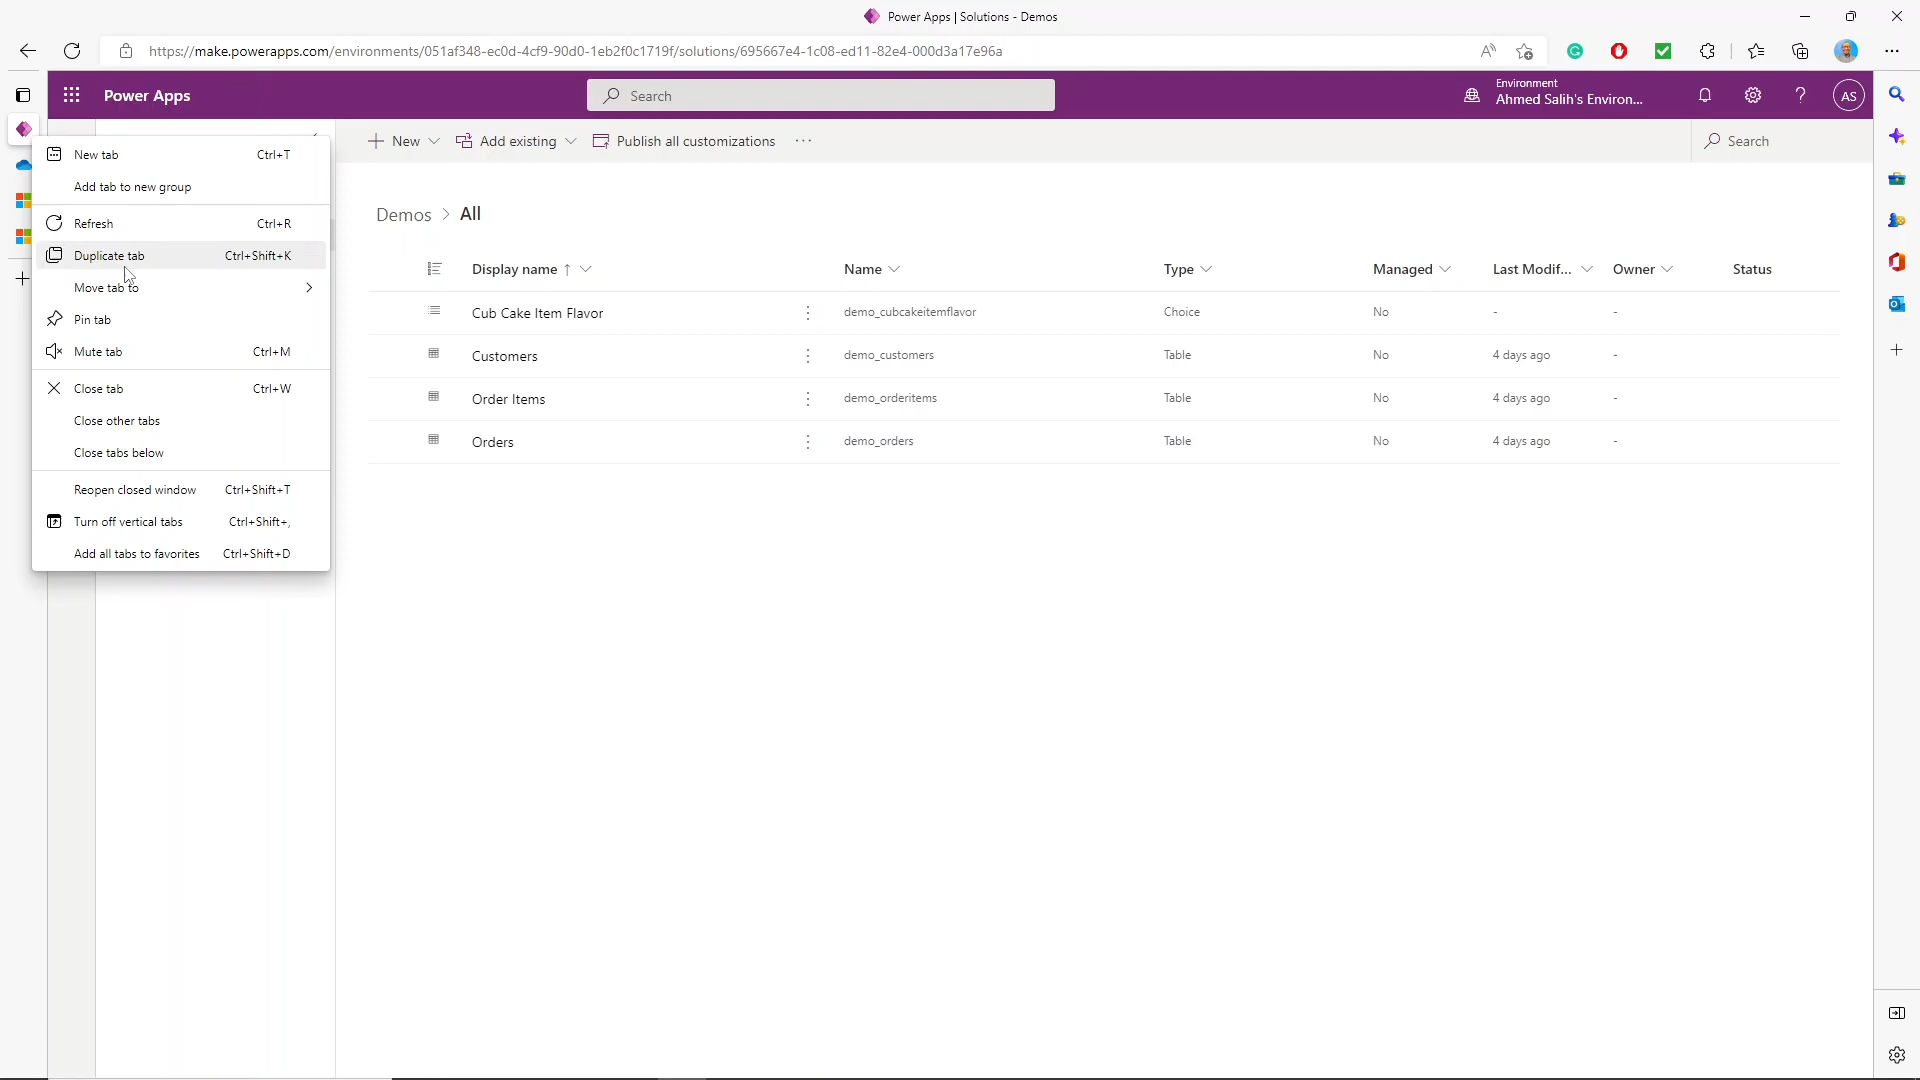 Power Apps | Solutions - Demos
https://make.powerapps.com/environments/051af348-ec0d-4cf9-90d0-1eb2f0c1719f/solutions/695667e4-1c08-ed11-82e4-000d3a17e96a
Power Apps
Search
Environment
Ahmed Salih's Environ...
AS
New
Add existing
Publish all customizations
Search
New tab Ctrl+T
Add tab to new group
Refresh Ctrl+R
Duplicate tab Ctrl+Shift+K
Move tab to
Pin tab
Mute tab Ctrl+M
Close tab Ctrl+W
Close other tabs
Close tabs below
Reopen closed window Ctrl+Shift+T
Turn off vertical tabs Ctrl+Shift+,
Add all tabs to favorites Ctrl+Shift+D
Demos > All
Display name ↑ Name Type Managed Last Modif... Owner Status
Cub Cake Item Flavor demo_cubcakeitemflavor Choice No - -
Customers demo_customers Table No 4 days ago -
Order Items demo_orderitems Table No 4 days ago -
Orders demo_orders Table No 4 days ago -